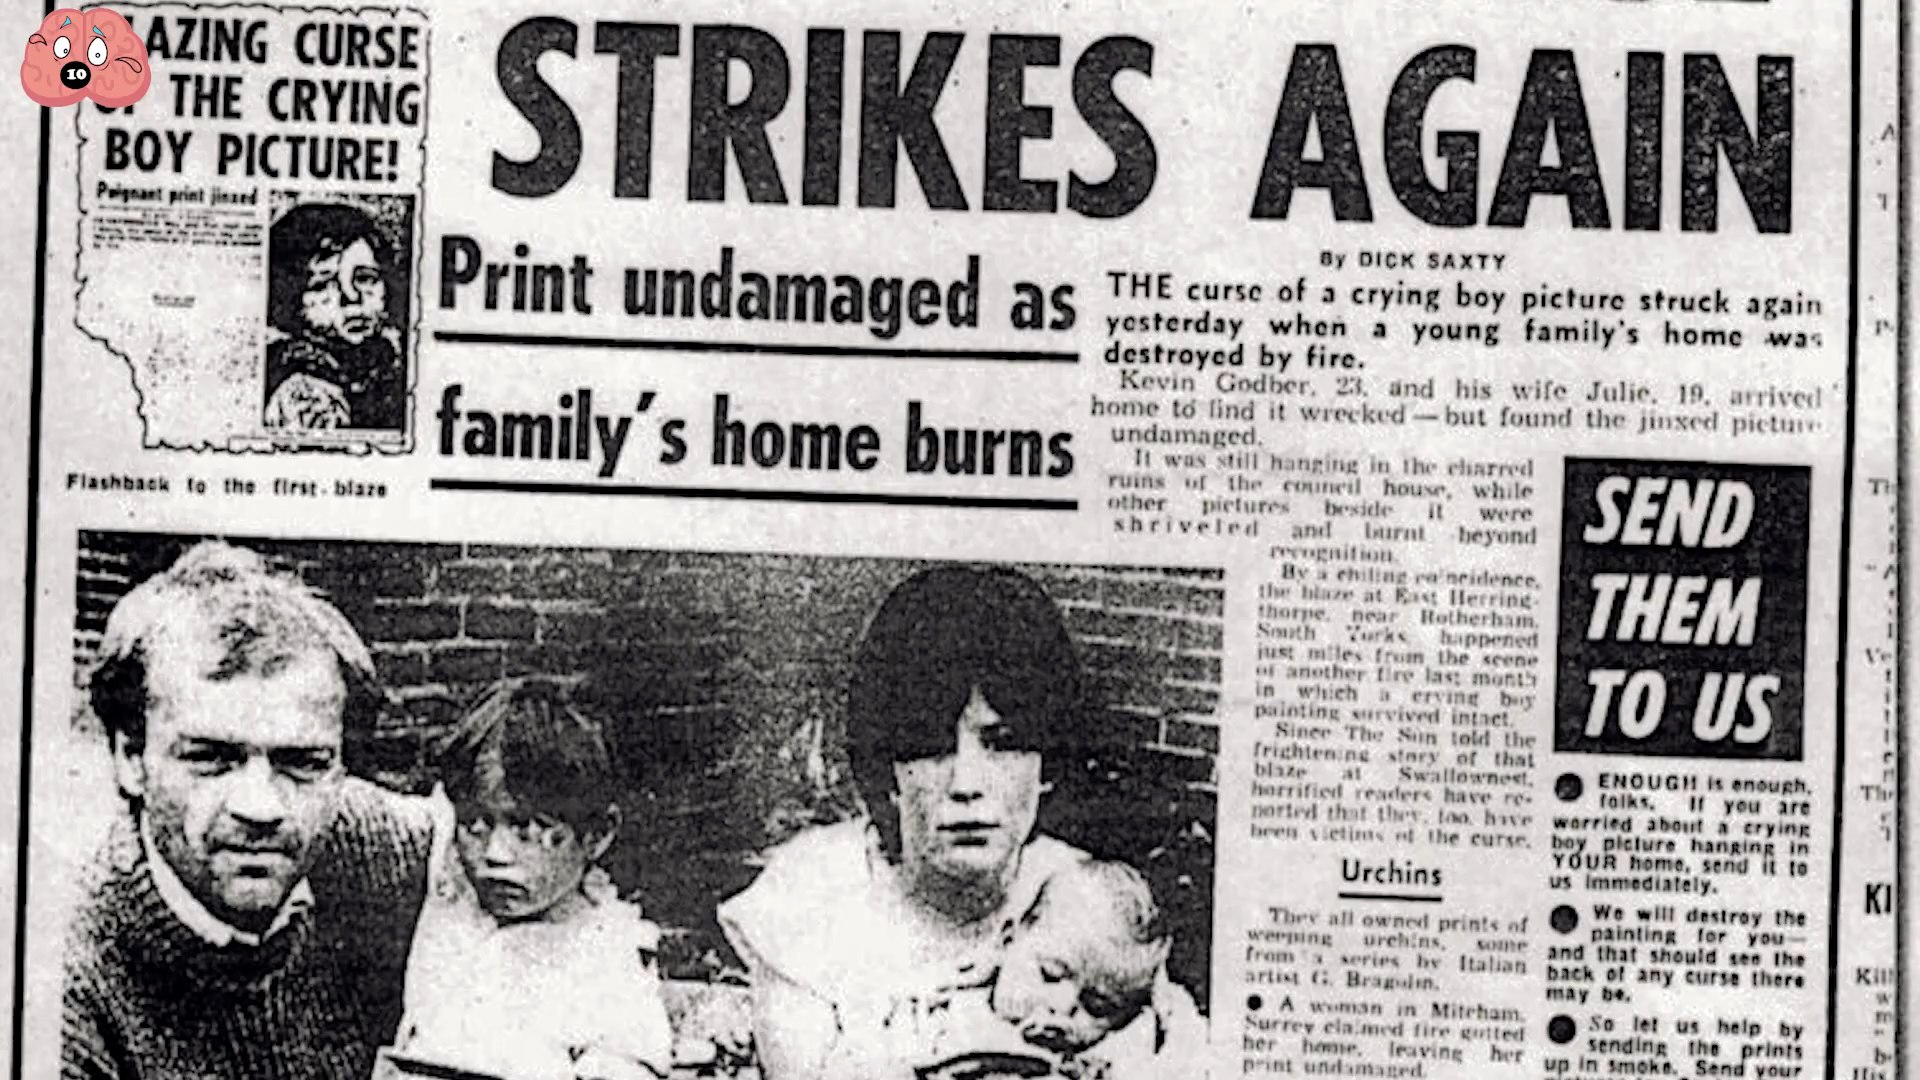 10
AZING CURSE
OF THE CRYING
BOY PICTURE!
Poignant print jinxed
Flashback to the first blaze
STRIKES AGAIN
Print undamaged as
family's home burns
By DICK SAXTY
THE curse of a crying boy picture struck again
yesterday when a young family's home was
destroyed by fire.
Kevin Godber, 23, and his wife Julie, 19, arrived
home to find it wrecked — but found the jinxed picture
undamaged.
It was still hanging in the charred
ruins of the council house, while
other pictures beside it were
shriveled and burnt beyond
recognition.
By a chiling coincidence,
the blaze at East Herring-
thorpe, near Rotherham,
South Yorks, happened
just miles from the scene
of another fire last month
in which a crying boy
painting survived intact.
Since The Sun told the
frightening story of that
blaze at Swallownest,
horrified readers have re-
ported that they, too, have
been victims of the curse.
Urchins
They all owned prints of
weeping urchins, some
from a series by Italian
artist G. Bragolin.
● A woman in Mitcham,
Surrey claimed fire gutted
her home, leaving her
print undamaged.
SEND
THEM
TO US
● ENOUGH is enough,
folks. If you are
worried about a crying
boy picture hanging in
YOUR home, send it to
us immediately.
● We will destroy the
painting for you—
and that should see the
back of any curse there
may be.
● So let us help by
sending the prints
up in smoke. Send your
KI
Kill